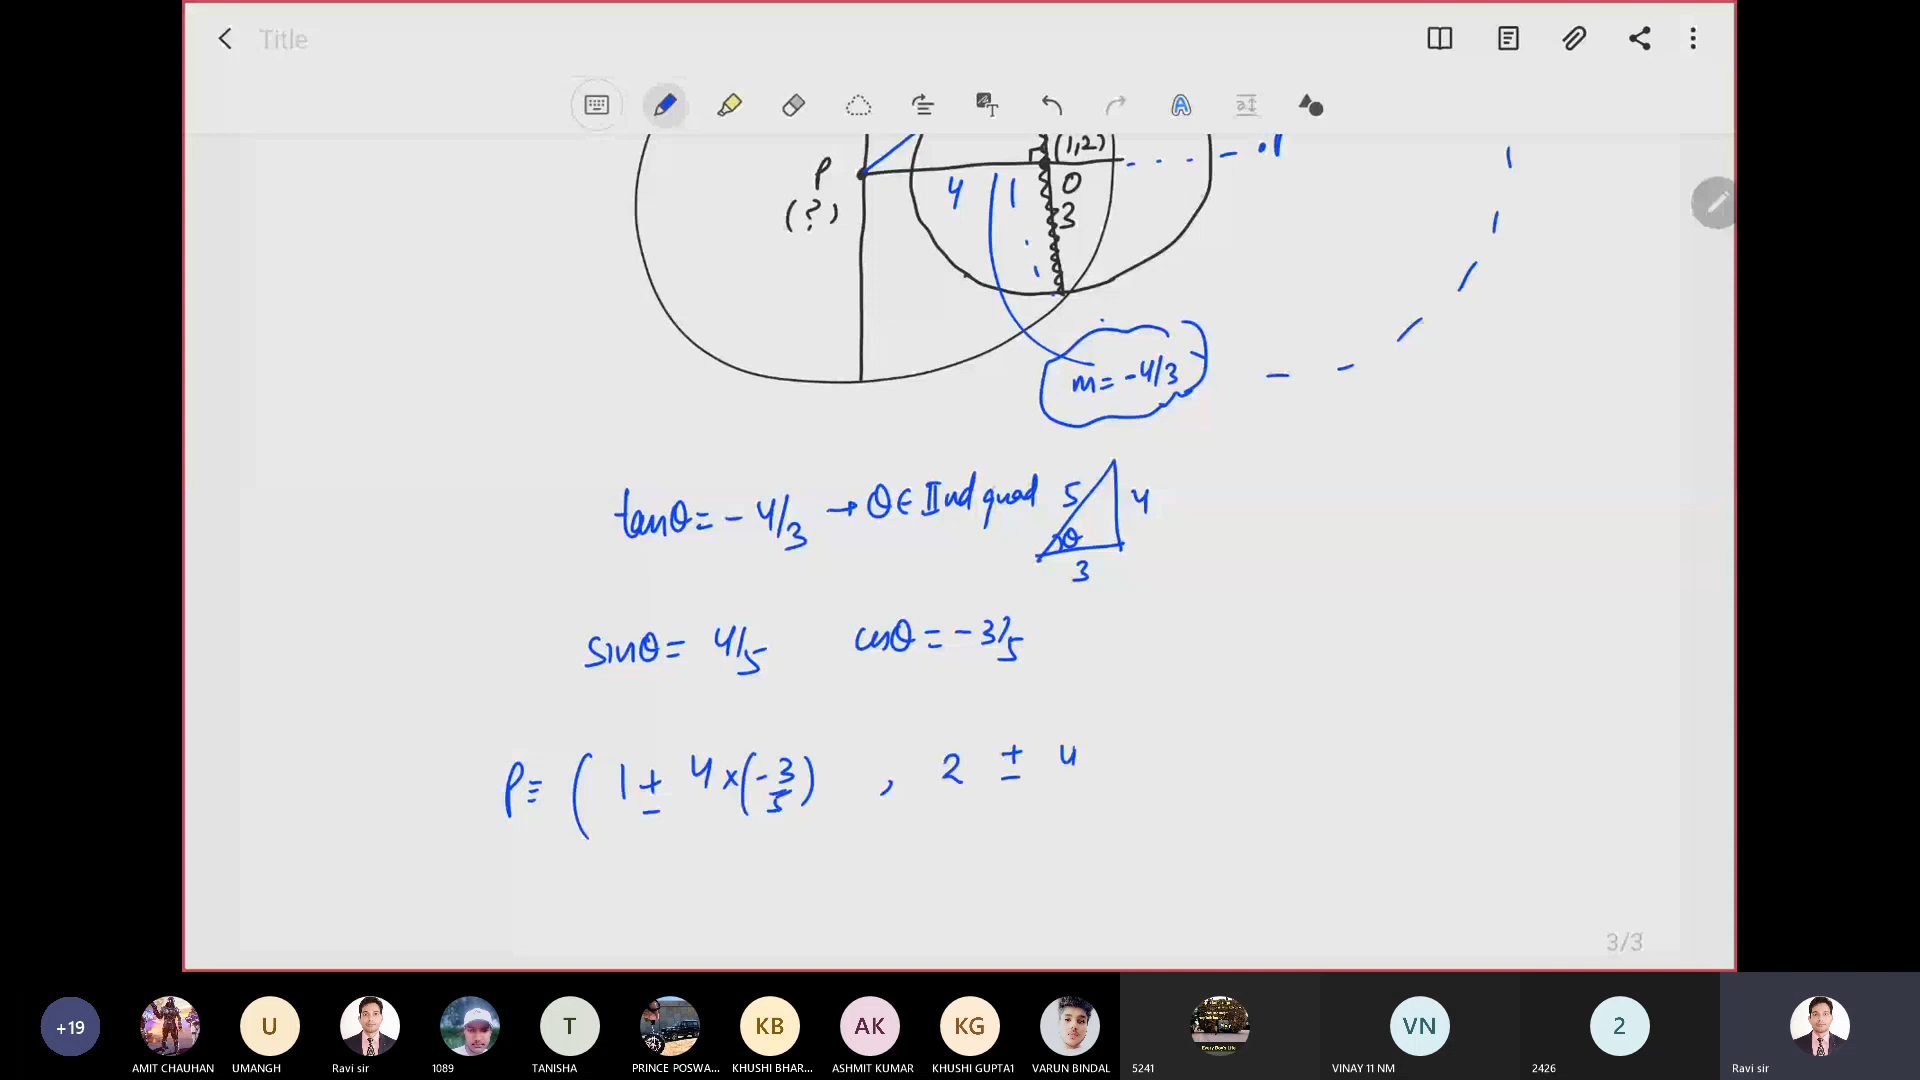 Title
P
(?)
(1,2)
4
1
0
3
m = -4/3
tanθ = - 4/3 → θ ∈ IInd quad
5
4
θ
3
sinθ = 4/5 cosθ = -3/5
P ≡ ( 1 ± 4 × (-3/5) , 2 ± 4
3/3
+19
U
T
KB
AK
KG
VN
2
AMIT CHAUHAN
UMANGH
Ravi sir
1089
TANISHA
PRINCE POSWA...
KHUSHI BHAR...
ASHMIT KUMAR
KHUSHI GUPTA1
VARUN BINDAL
5241
VINAY 11 NM
2426
Ravi sir